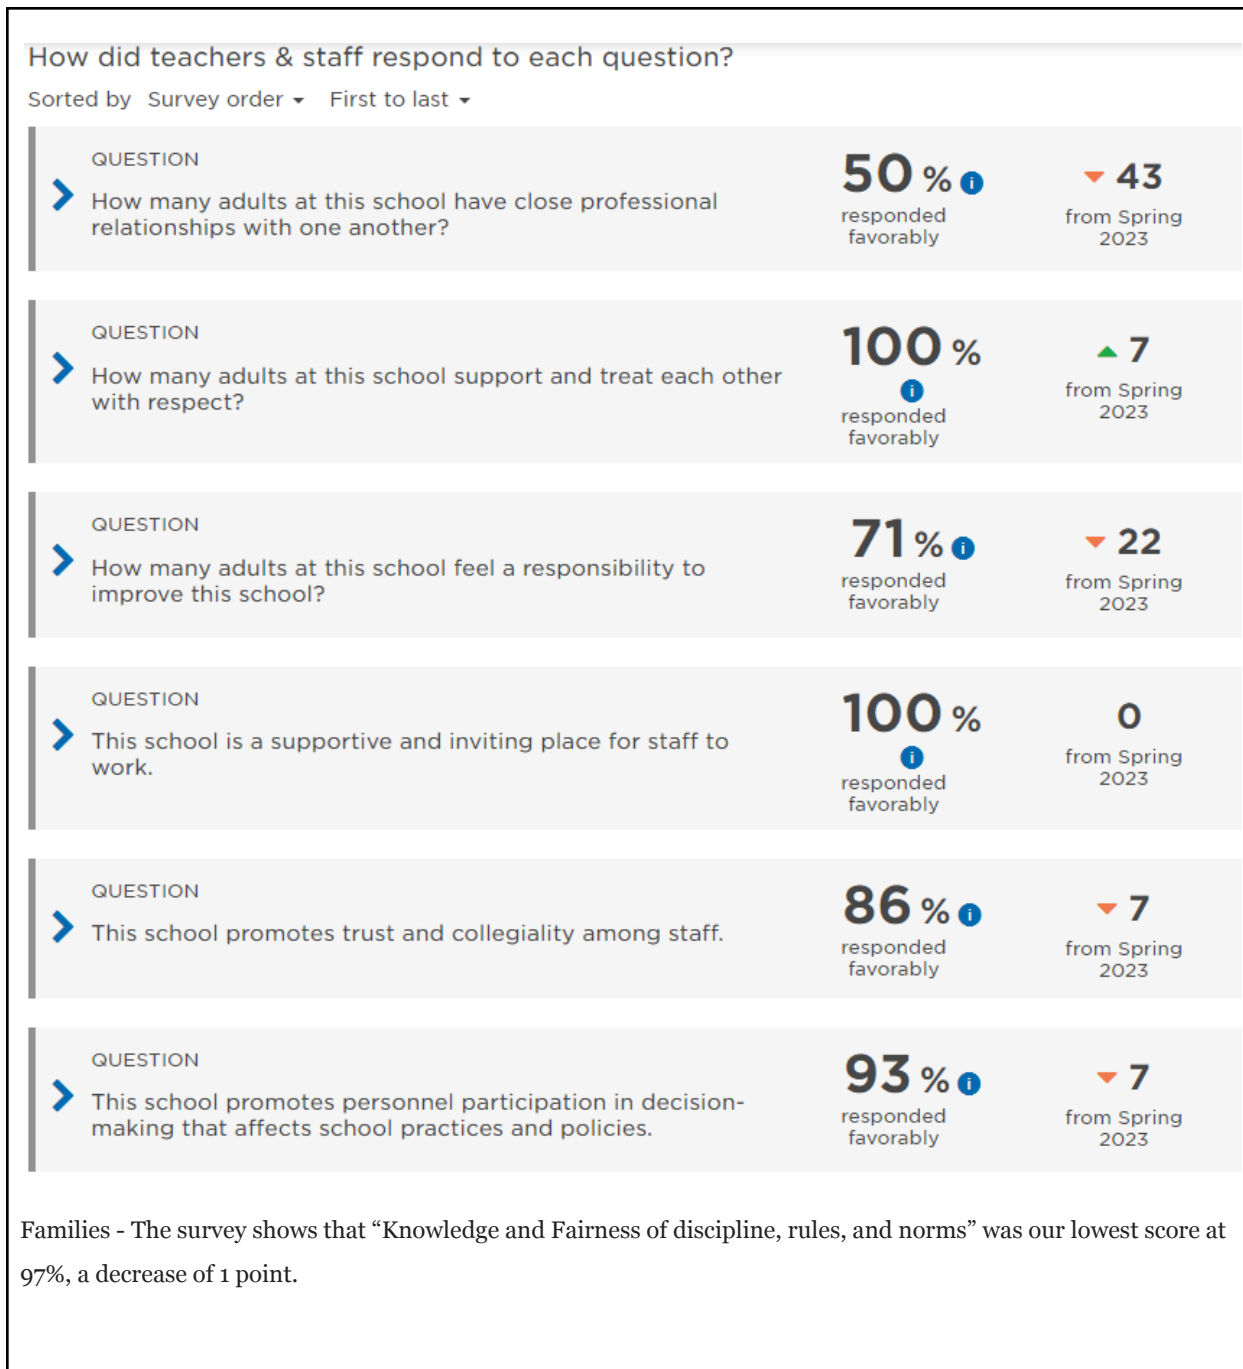 How did teachers & staff respond to each question?
Sorted by Survey order First to last
QUESTION
How many adults at this school have close professional
relationships with one another?
50 %
responded
favorably
43
from Spring
2023
QUESTION
How many adults at this school support and treat each other
with respect?
100 %
responded
favorably
7
from Spring
2023
QUESTION
How many adults at this school feel a responsibility to
improve this school?
71 %
responded
favorably
22
from Spring
2023
QUESTION
This school is a supportive and inviting place for staff to
work.
100 %
responded
favorably
0
from Spring
2023
QUESTION
This school promotes trust and collegiality among staff.
86 %
responded
favorably
7
from Spring
2023
QUESTION
This school promotes personnel participation in decision-
making that affects school practices and policies.
93 %
responded
favorably
7
from Spring
2023
Families - The survey shows that “Knowledge and Fairness of discipline, rules, and norms” was our lowest score at
97%, a decrease of 1 point.